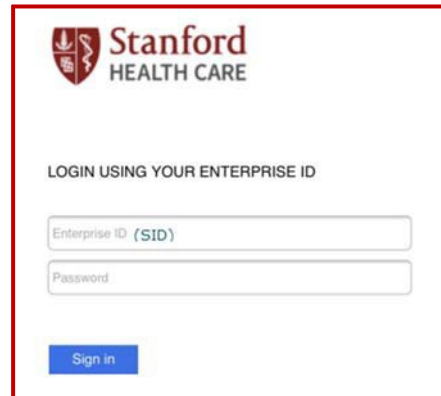 Stanford
HEALTH CARE
LOGIN USING YOUR ENTERPRISE ID
Enterprise ID (SID)
Password
Sign in